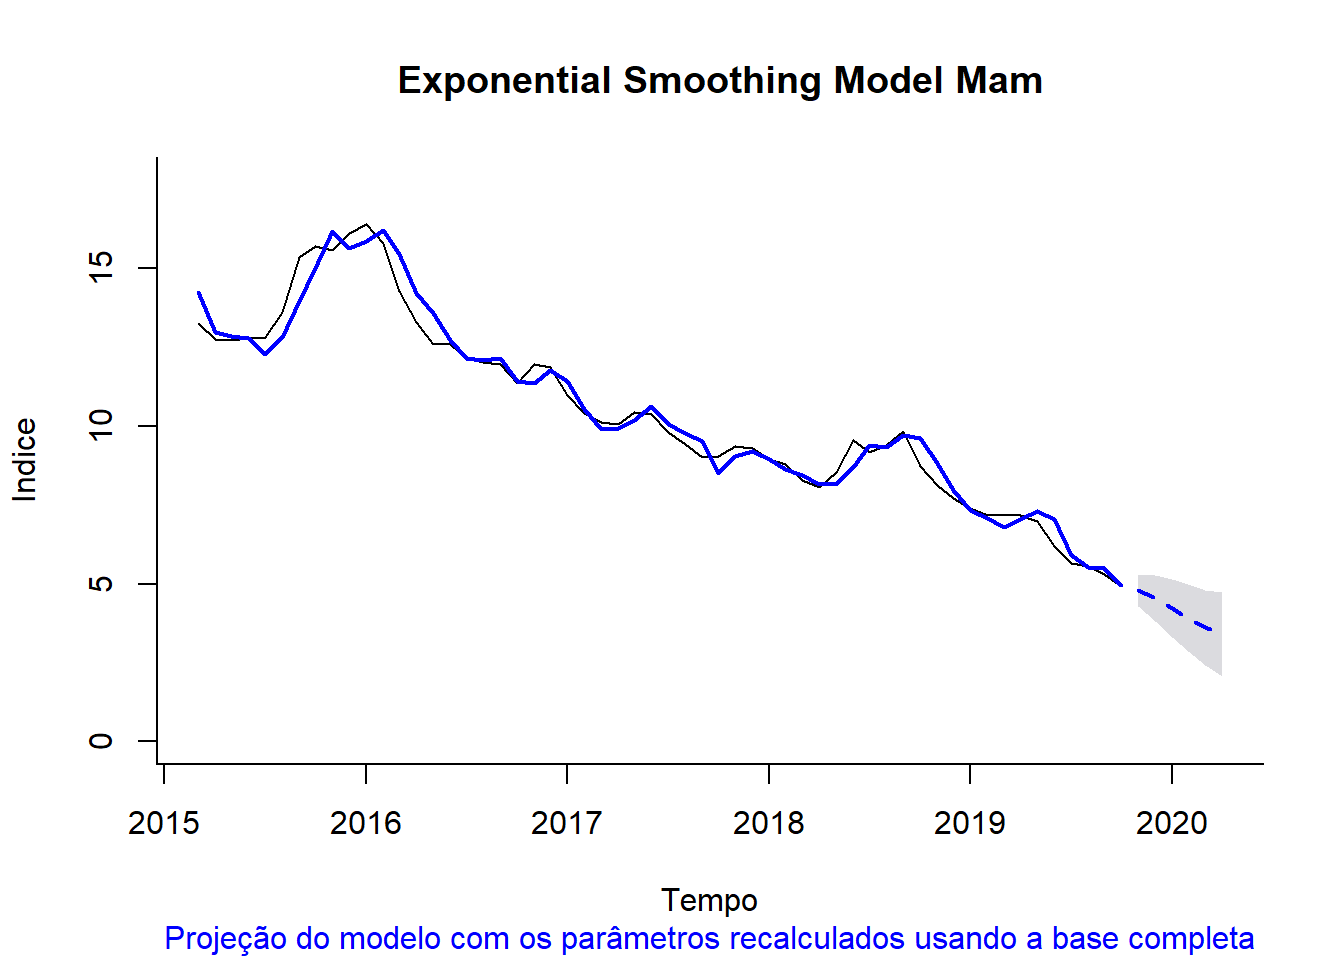 Exponential Smoothing Model Mam
Indice
15
10
5
0
2015 2016 2017 2018 2019 2020
Tempo
Projeção do modelo com os parâmetros recalculados usando a base completa